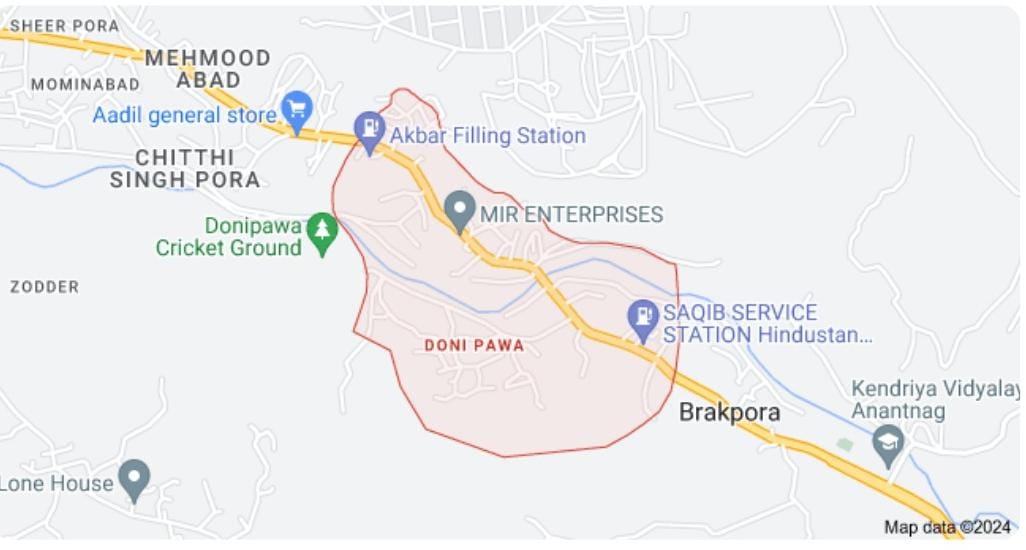 SHEER PORA
MEHMOOD
ABAD
MOMINABAD
Aadil general store
Akbar Filling Station
CHITTHI
SINGH PORA
MIR ENTERPRISES
Donipawa
Cricket Ground
ZODDER
SAQIB SERVICE
STATION Hindustan...
DONI PAWA
Kendriya Vidyalay
Anantnag
Brakpora
Lone House
Map data ©2024